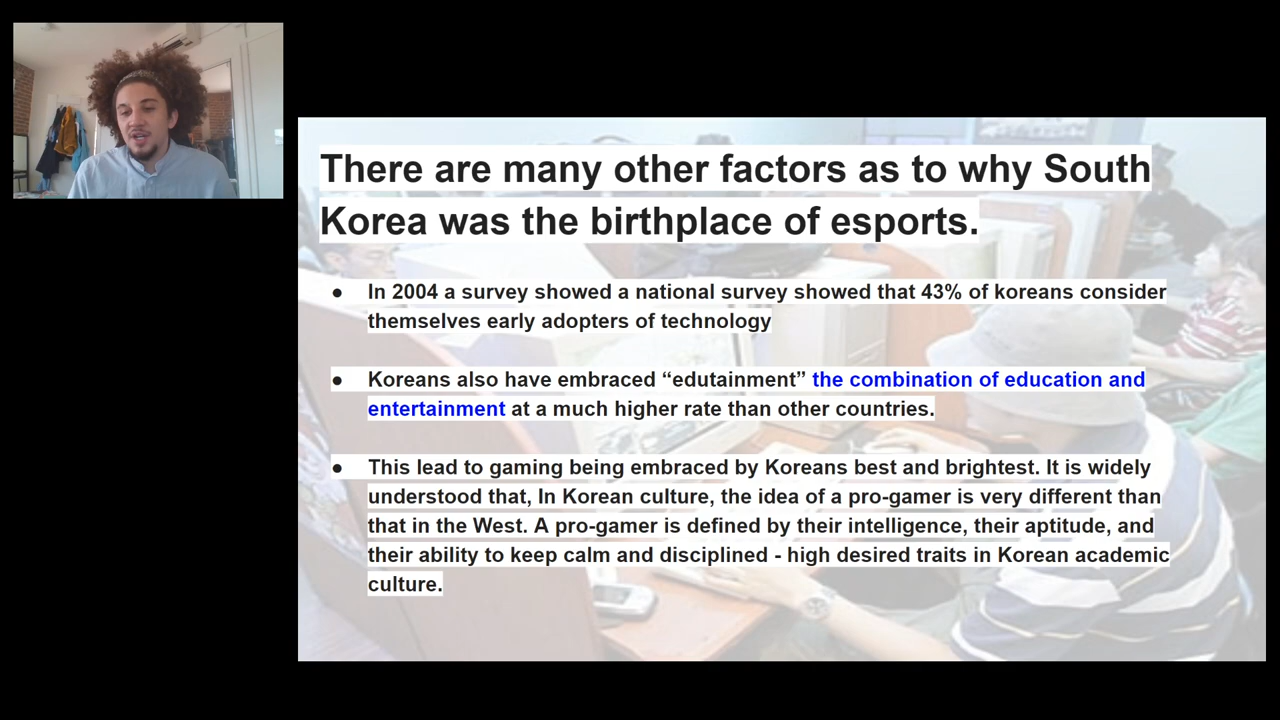 There are many other factors as to why South
Korea was the birthplace of esports.
● In 2004 a survey showed a national survey showed that 43% of koreans consider
themselves early adopters of technology
● Koreans also have embraced “edutainment” the combination of education and
entertainment at a much higher rate than other countries.
● This lead to gaming being embraced by Koreans best and brightest. It is widely
understood that, In Korean culture, the idea of a pro-gamer is very different than
that in the West. A pro-gamer is defined by their intelligence, their aptitude, and
their ability to keep calm and disciplined - high desired traits in Korean academic
culture.